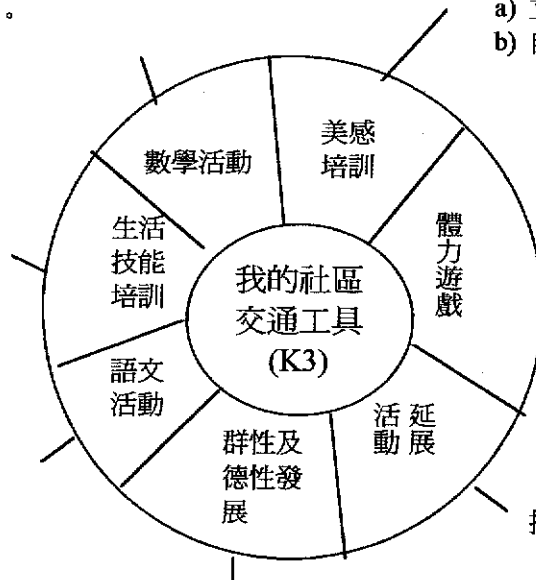 。
a)
b)
數學活動
美感
培訓
體力遊戲
生活
技能
培訓
我的社區
交通工具
(K3)
語文
活動
群性及
德性發
展
延展
活動